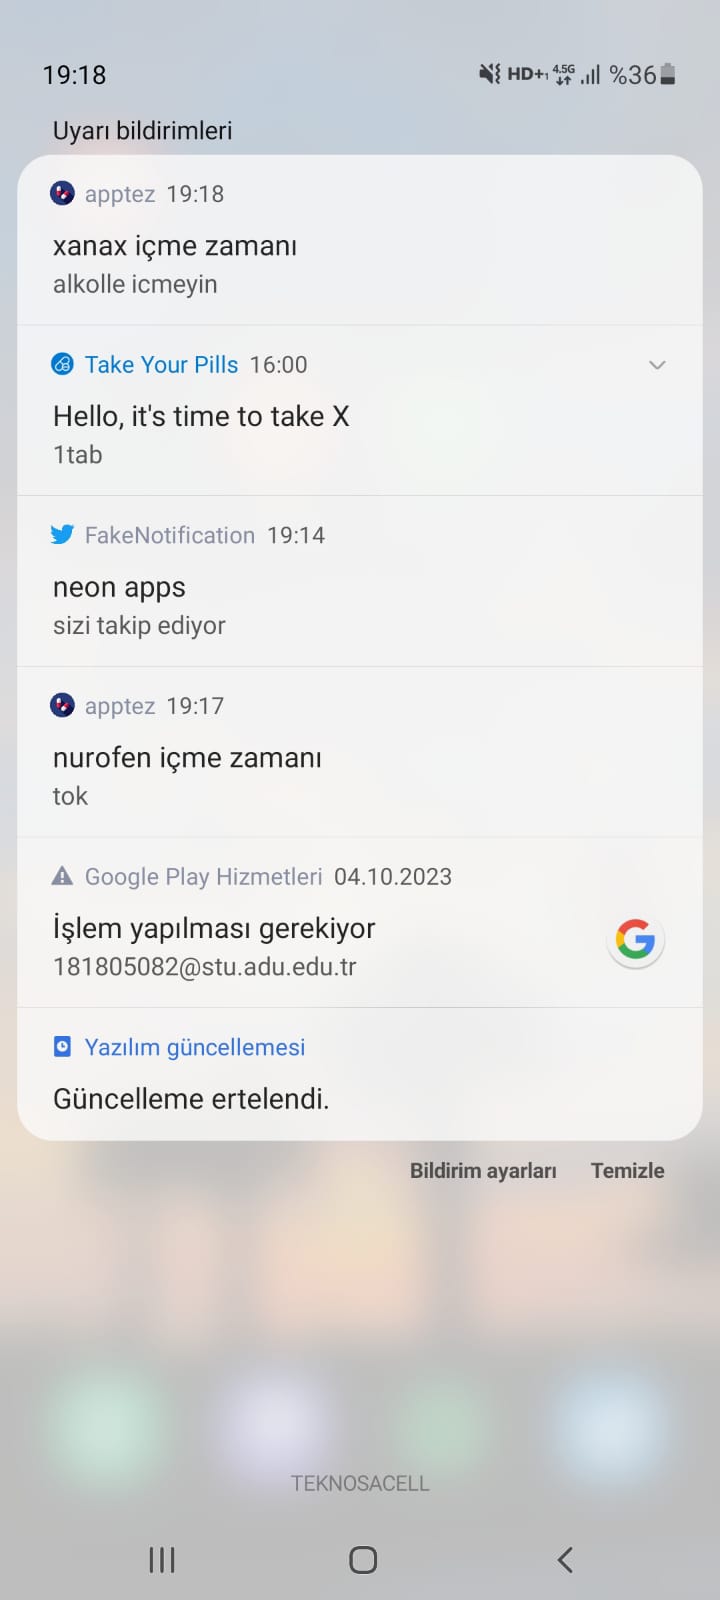 19:18
HD+ 4.5G %36
Uyarı bildirimleri
apptez 19:18
xanax içme zamanı
alkolle icmeyin
Take Your Pills 16:00
Hello, it's time to take X
1tab
FakeNotification 19:14
neon apps
sizi takip ediyor
apptez 19:17
nurofen içme zamanı
tok
Google Play Hizmetleri 04.10.2023
İşlem yapılması gerekiyor
181805082@stu.adu.edu.tr
Yazılım güncellemesi
Güncelleme ertelendi.
Bildirim ayarları Temizle
TEKNOSACELL